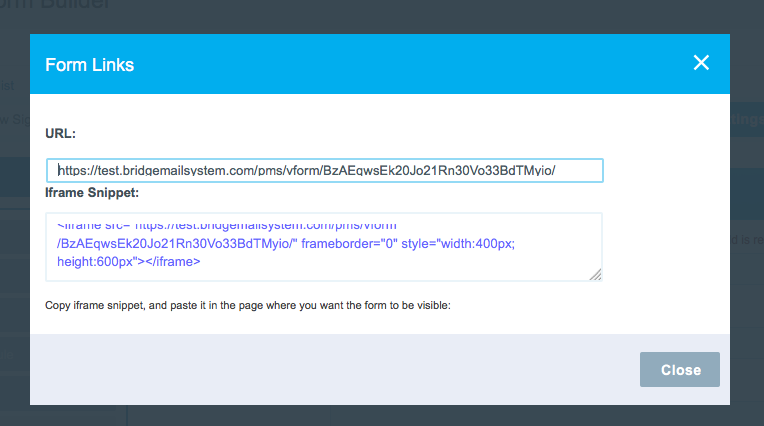 orm Builder
Form Links
ist
w Sig
URL:
https://test.bridgemailsystem.com/pms/vform/BzAEqwsEk20Jo21Rn30Vo33BdTMyio/
Iframe Snippet:
<iframe src="https://test.bridgemailsystem.com/pms/vform
/BzAEqwsEk20Jo21Rn30Vo33BdTMyio/" frameborder="0" style="width:400px;
height:600px"></iframe>
Copy iframe snippet, and paste it in the page where you want the form to be visible:
Close